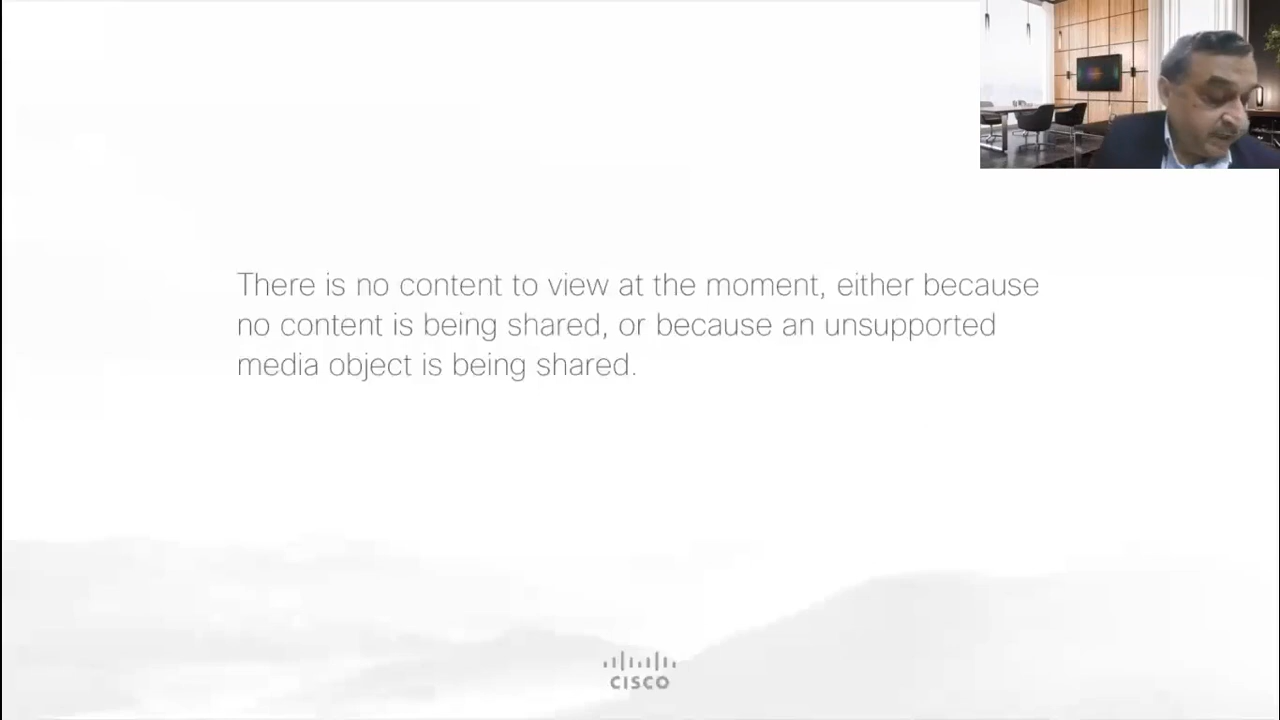 There is no content to view at the moment, either because
no content is being shared, or because an unsupported
media object is being shared.
CISCO